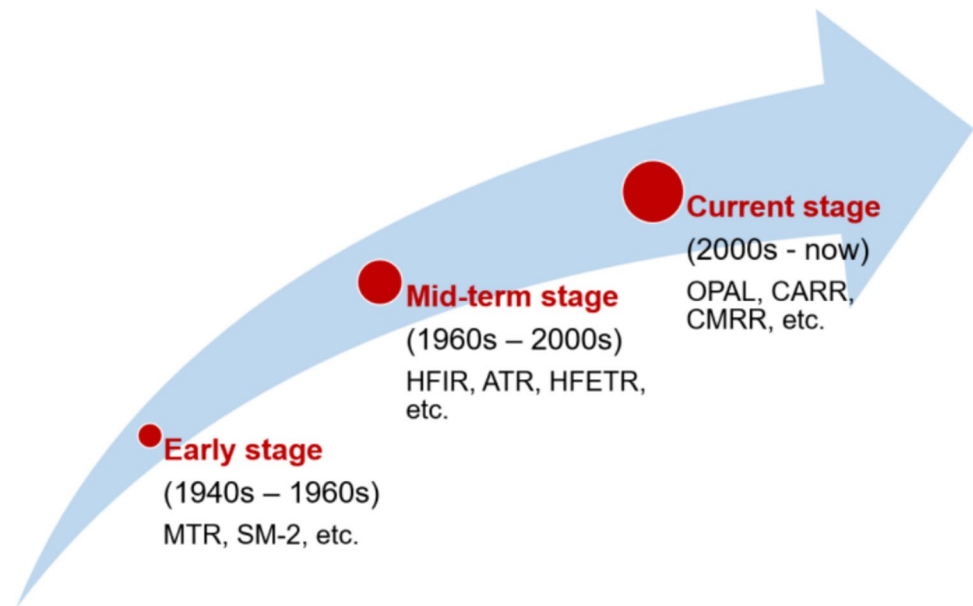 Current stage
(2000s - now)
OPAL, CARR,
CMRR, etc.
Mid-term stage
(1960s – 2000s)
HFIR, ATR, HFETR,
etc.
Early stage
(1940s – 1960s)
MTR, SM-2, etc.